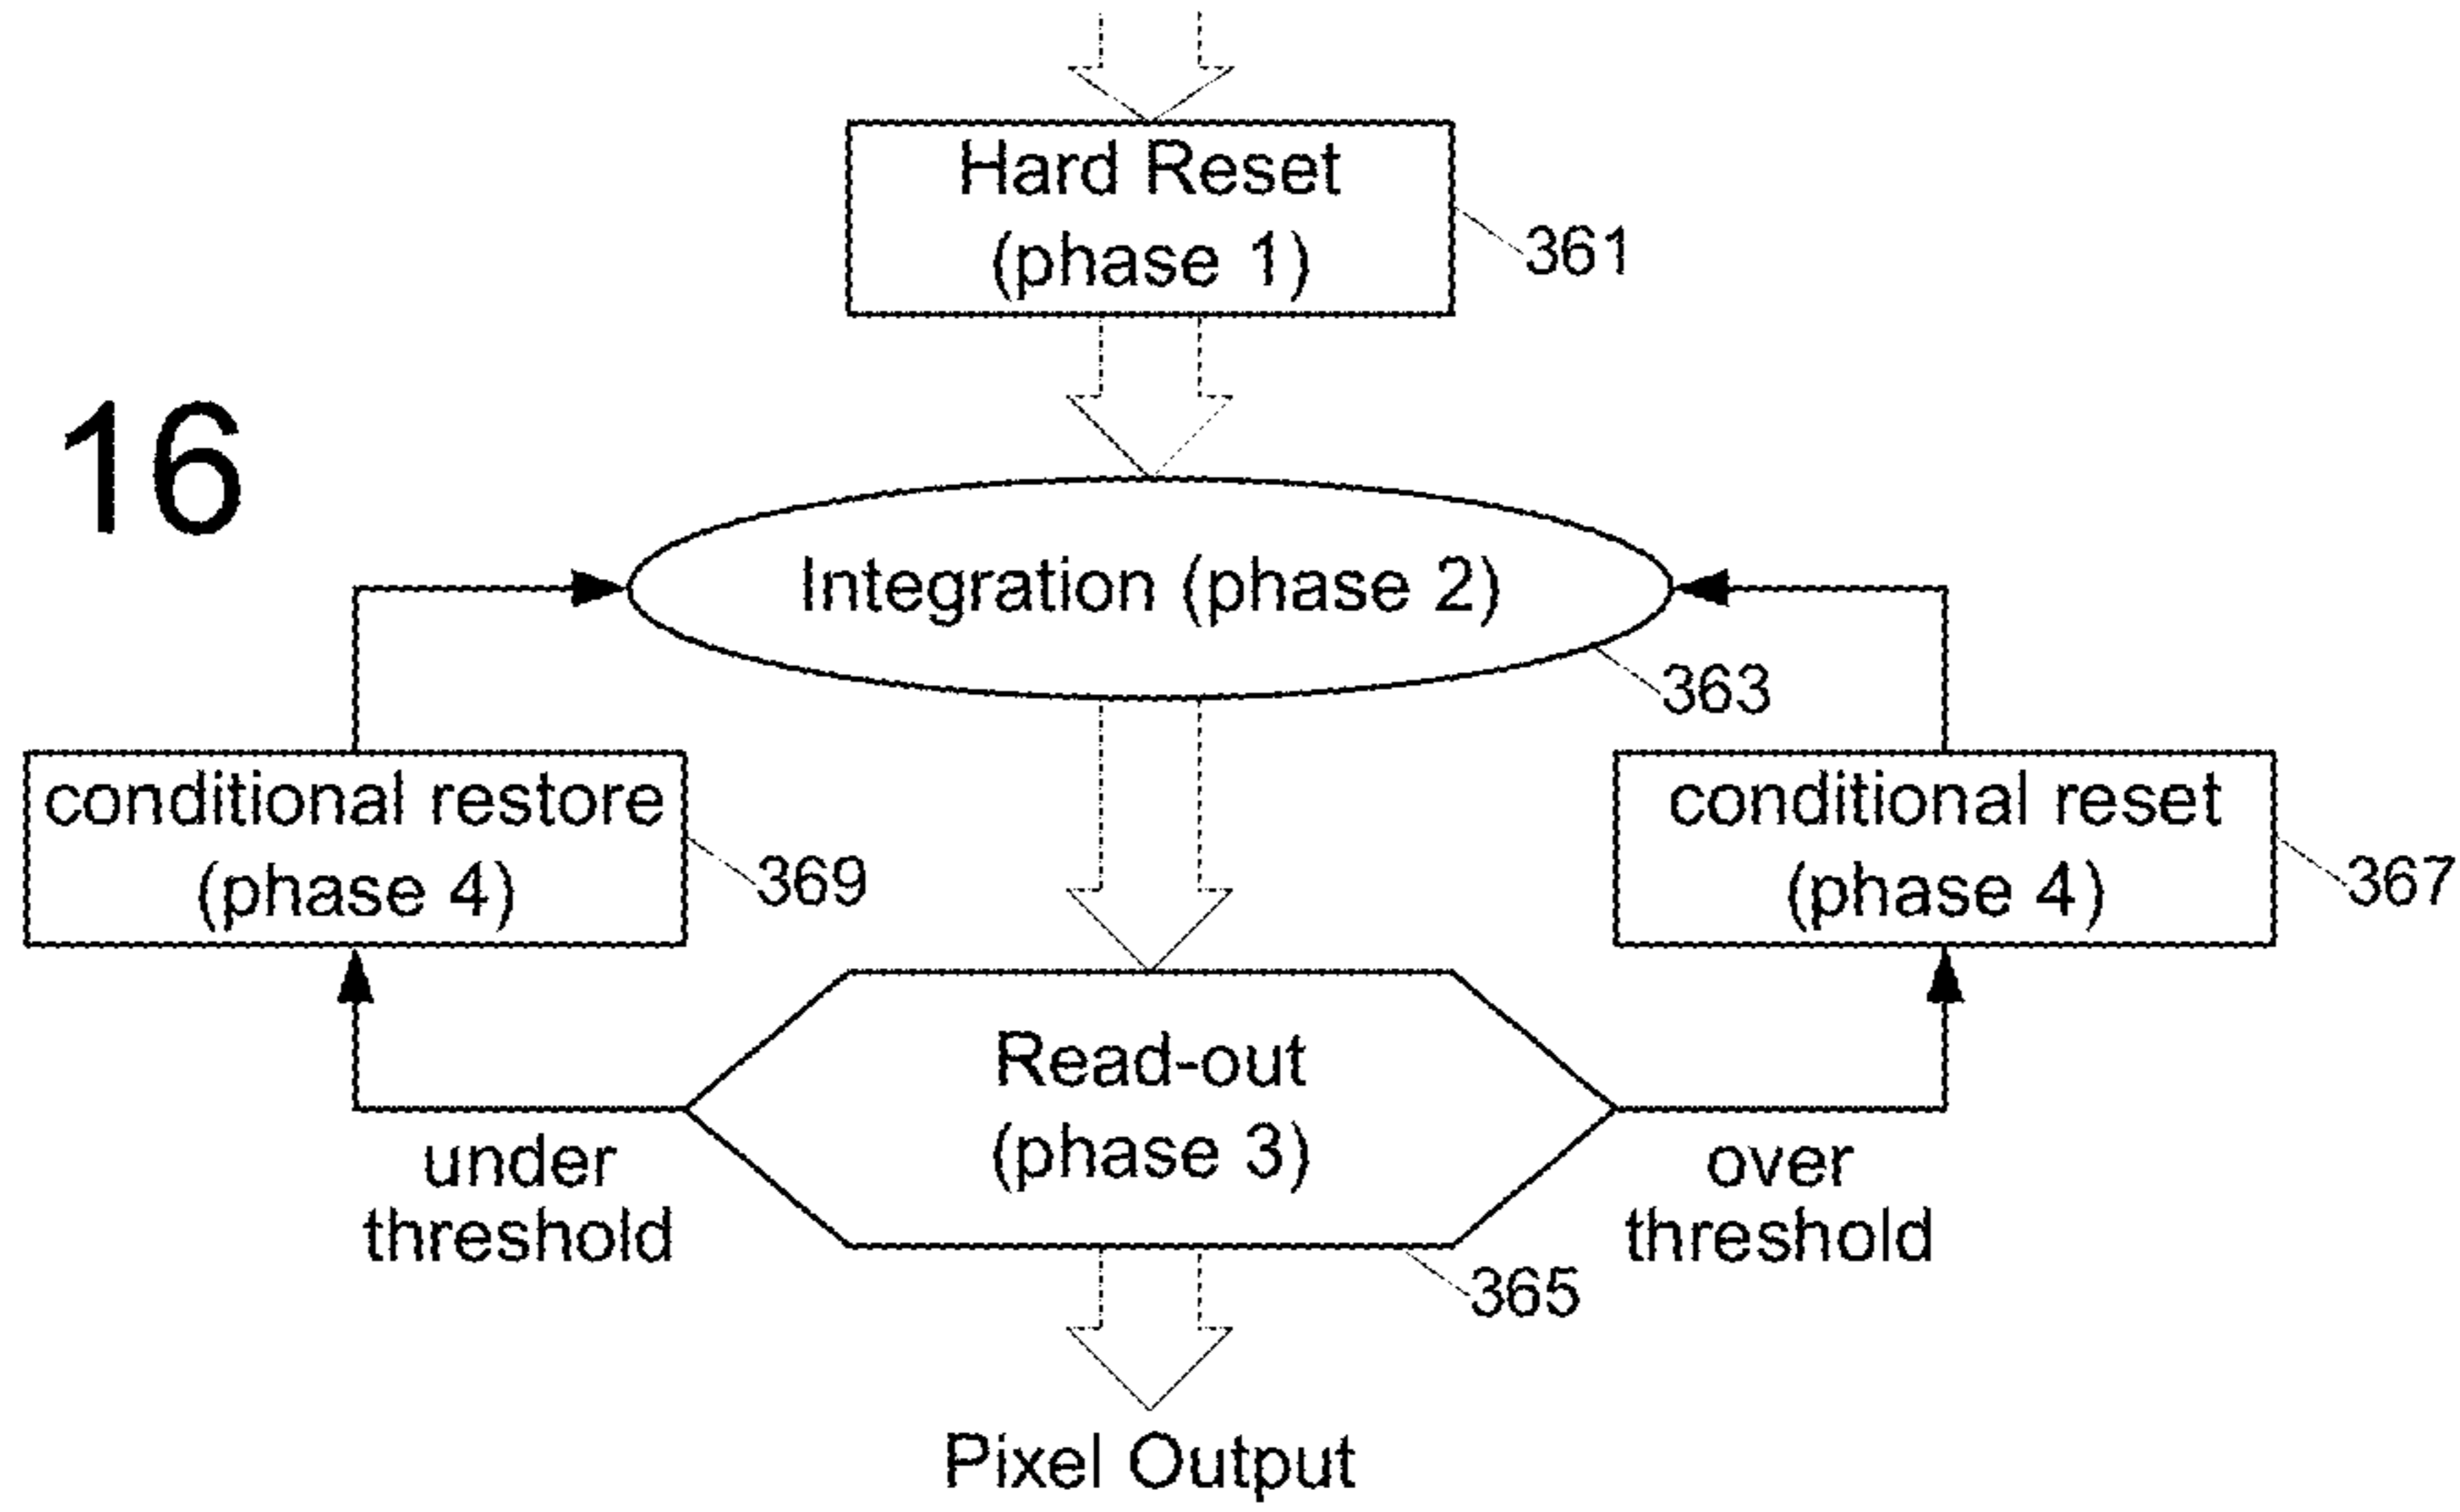 Hard Reset
(phase 1)
361
16
Integration (phase 2)
363
conditional restore
(phase 4)
369
conditional reset
(phase 4)
367
Read-out
(phase 3)
under
threshold
over
threshold
365
Pixel Output